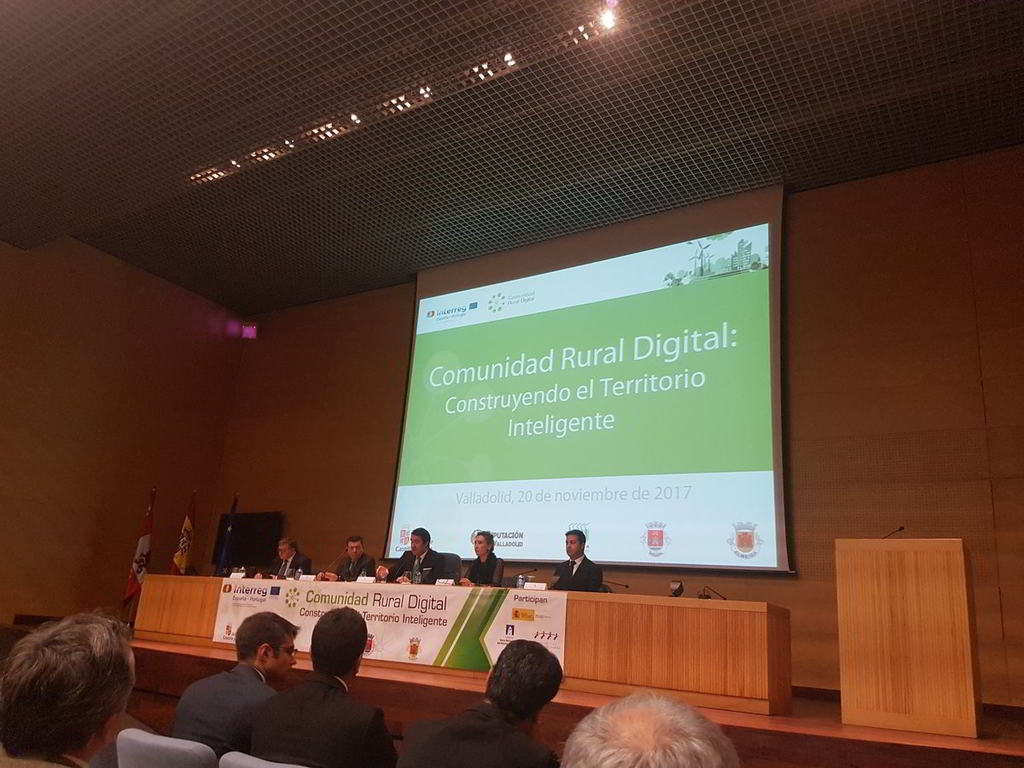 Interreg
España - Portugal
Comunidad
Rural Digital
Comunidad Rural Digital:
Construyendo el Territorio
Inteligente
Valladolid, 20 de noviembre de 2017
DIPUTACIÓN
VALLADOLID
Interreg
España - Portugal
Comunidad Rural Digital
Territorio Inteligente
Participan